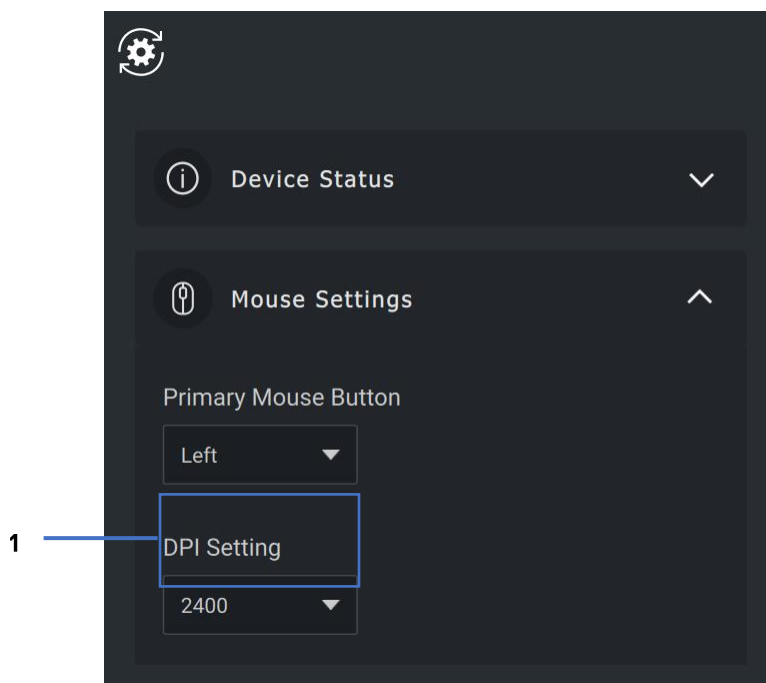 Device Status
Mouse Settings
Primary Mouse Button
Left
1
DPI Setting
2400